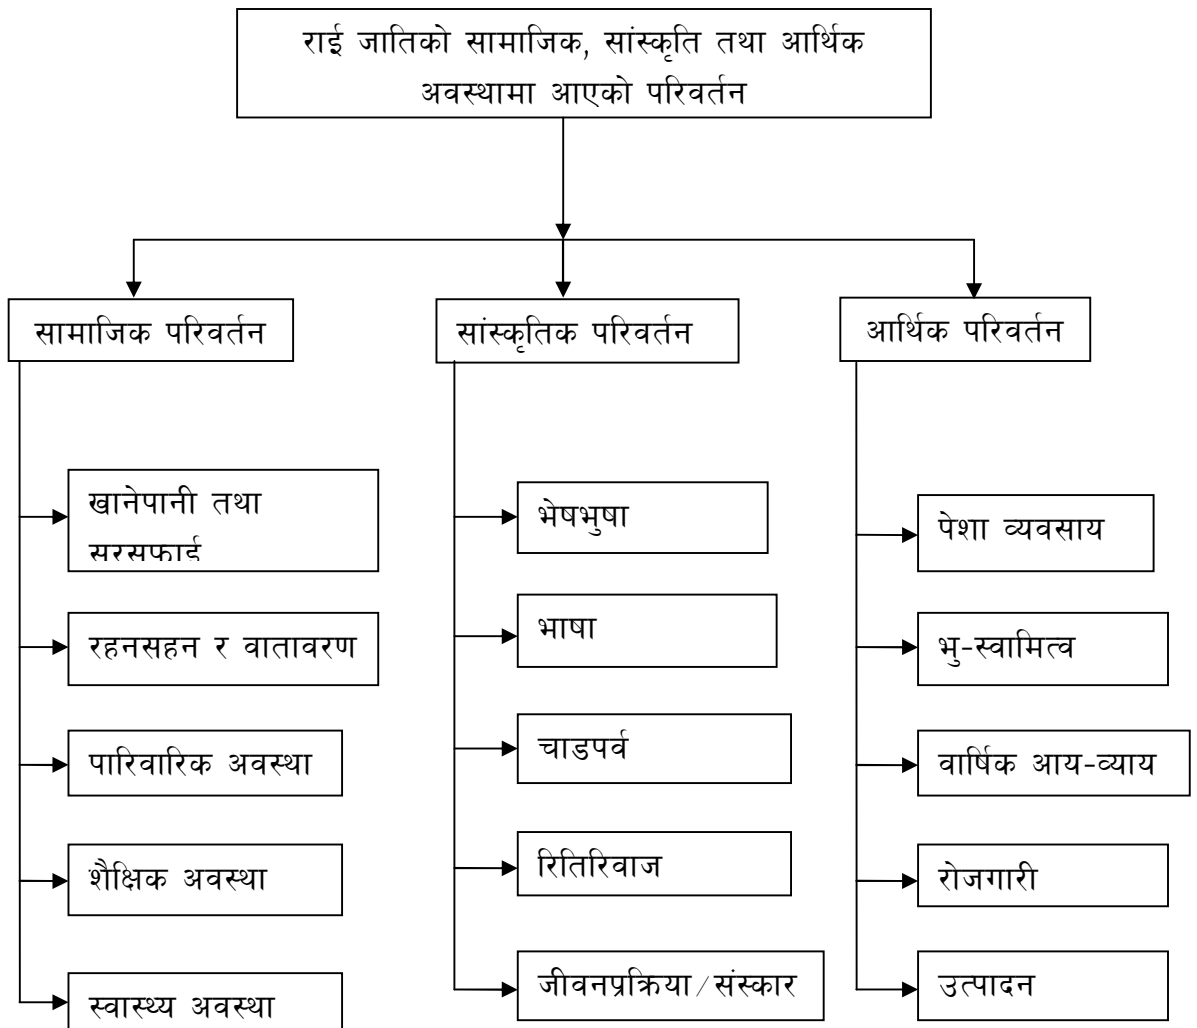 राई जातिको सामाजिक, सांस्कृति तथा आर्थिक
अवस्थामा आएको परिवर्तन
सामाजिक परिवर्तन
सांस्कृतिक परिवर्तन
आर्थिक परिवर्तन
खानेपानी तथा
सरसफाई
रहनसहन र वातावरण
पारिवारिक अवस्था
शैक्षिक अवस्था
स्वास्थ्य अवस्था
भेषभुषा
भाषा
चाडपर्व
रितिरिवाज
जीवनप्रक्रिया/संस्कार
पेशा व्यवसाय
भु-स्वामित्व
वार्षिक आय-व्याय
रोजगारी
उत्पादन